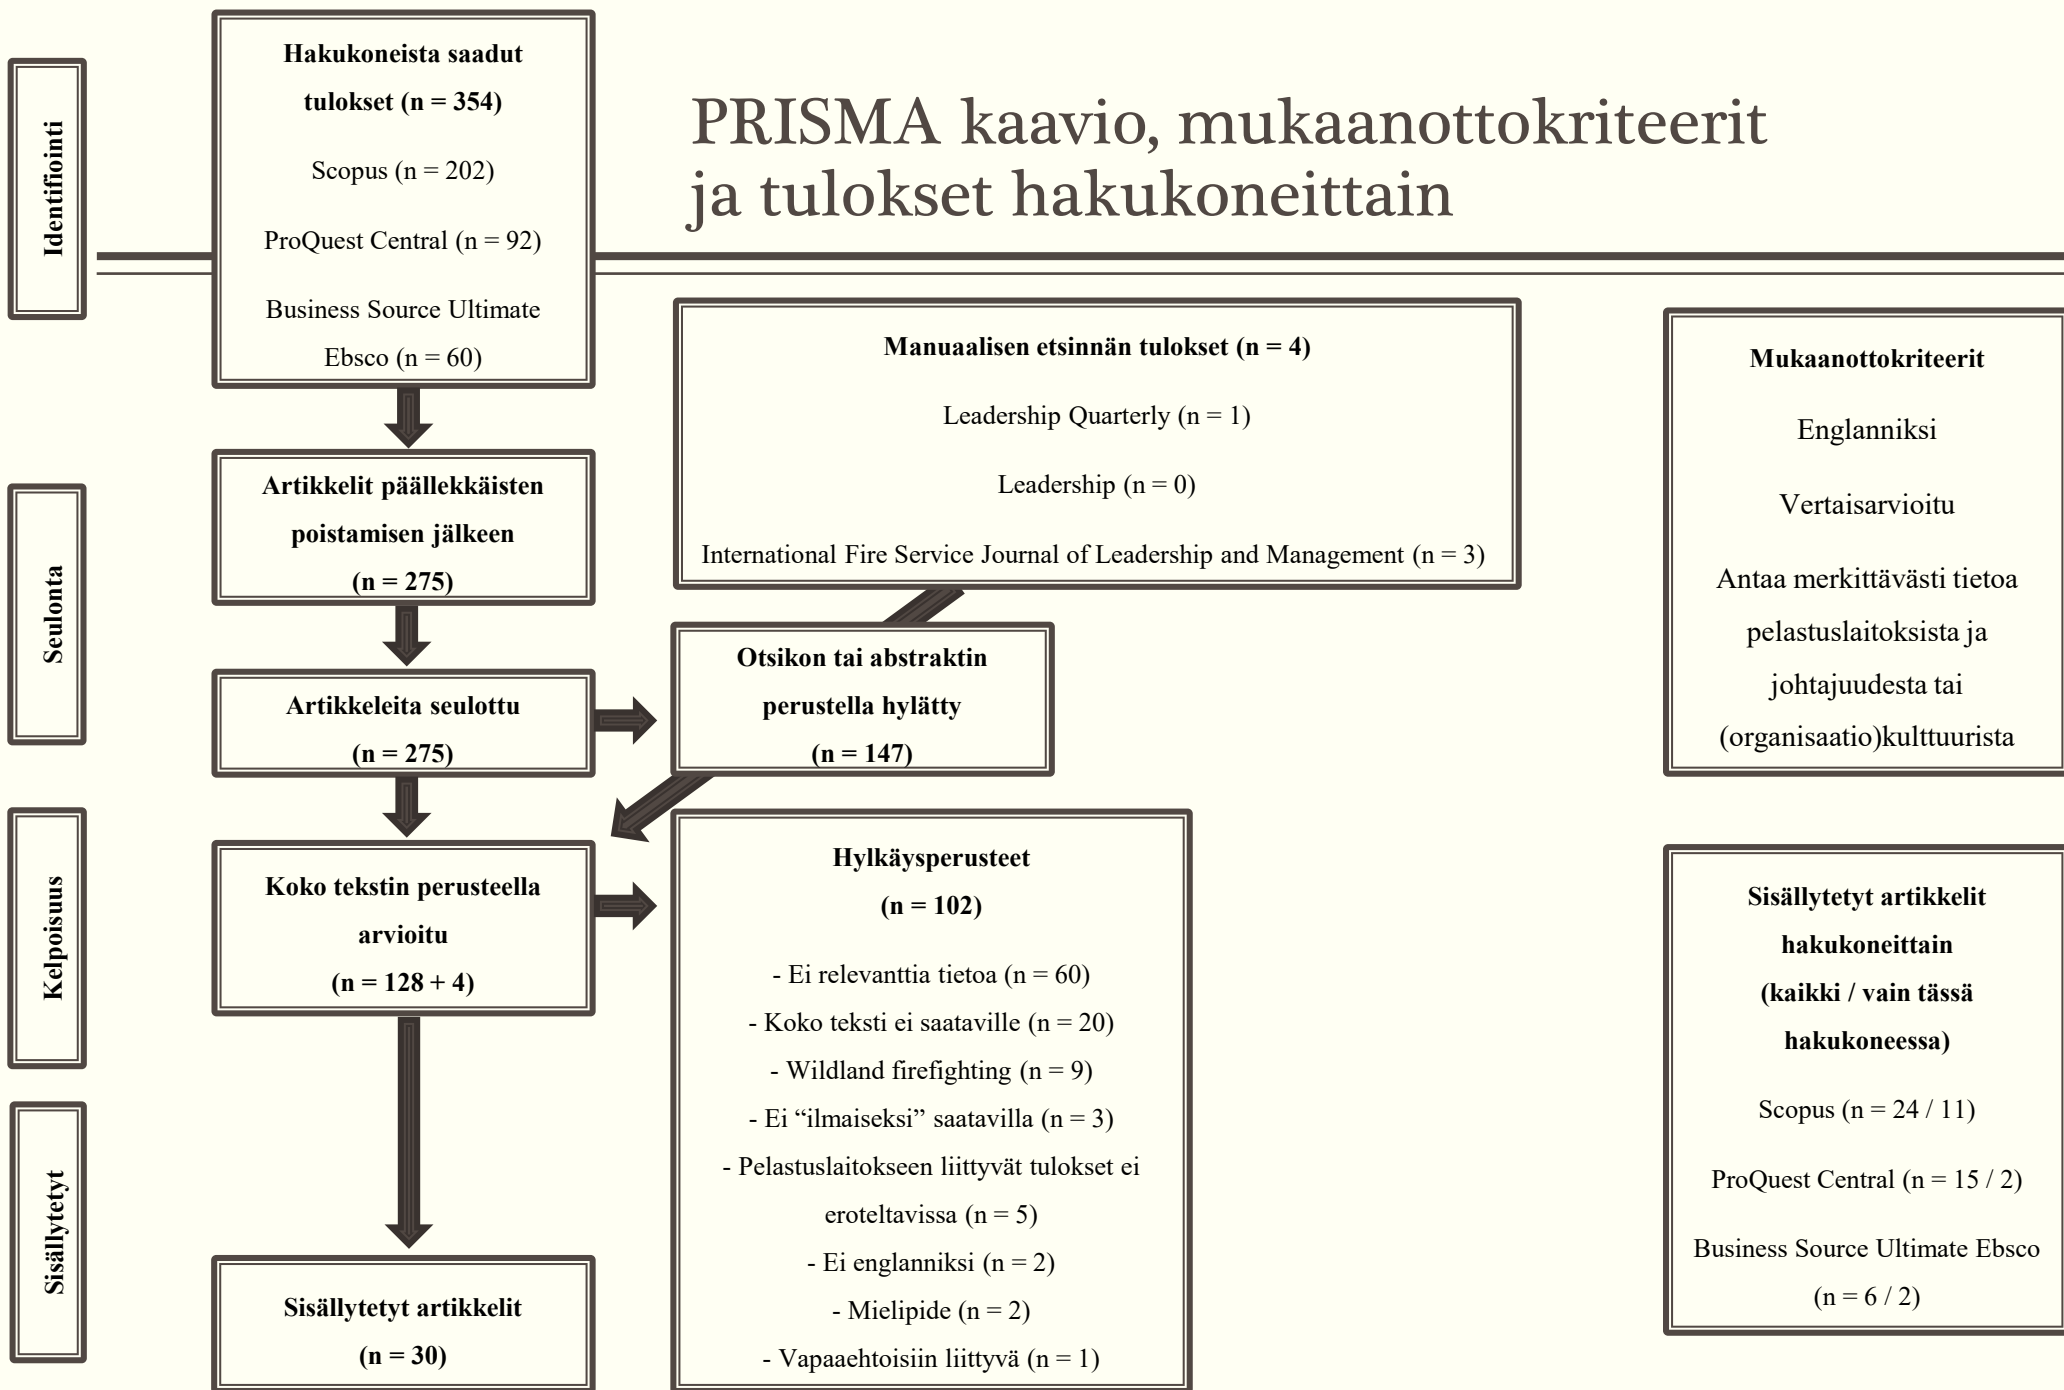 PRISMA kaavio, mukaanottokriteerit
ja tulokset hakukoneittain
Identifiointi
Hakukoneista saadut
tulokset (n = 354)
Scopus (n = 202)
ProQuest Central (n = 92)
Business Source Ultimate
Ebsco (n = 60)
Manuaalisen etsinnän tulokset (n = 4)
Leadership Quarterly (n = 1)
Leadership (n = 0)
International Fire Service Journal of Leadership and Management (n = 3)
Mukaanottokriteerit
Englanniksi
Vertaisarvioitu
Antaa merkittävästi tietoa
pelastuslaitoksista ja
johtajuudesta tai
(organisaatio)kulttuurista
Seulonta
Artikkelit päällekkäisten
poistamisen jälkeen
(n = 275)
Artikkeleita seulottu
(n = 275)
Otsikon tai abstraktin
perustella hylätty
(n = 147)
Kelpoisuus
Koko tekstin perusteella
arvioitu
(n = 128 + 4)
Hylkäysperusteet
(n = 102)
- Ei relevanttia tietoa (n = 60)
- Koko teksti ei saataville (n = 20)
- Wildland firefighting (n = 9)
- Ei “ilmaiseksi” saatavilla (n = 3)
- Pelastuslaitokseen liittyvät tulokset ei
eroteltavissa (n = 5)
- Ei englanniksi (n = 2)
- Mielipide (n = 2)
- Vapaaehtoisiin liittyvä (n = 1)
Sisällytetyt artikkelit
hakukoneittain
(kaikki / vain tässä
hakukoneessa)
Scopus (n = 24 / 11)
ProQuest Central (n = 15 / 2)
Business Source Ultimate Ebsco
(n = 6 / 2)
Sisällytetyt
Sisällytetyt artikkelit
(n = 30)